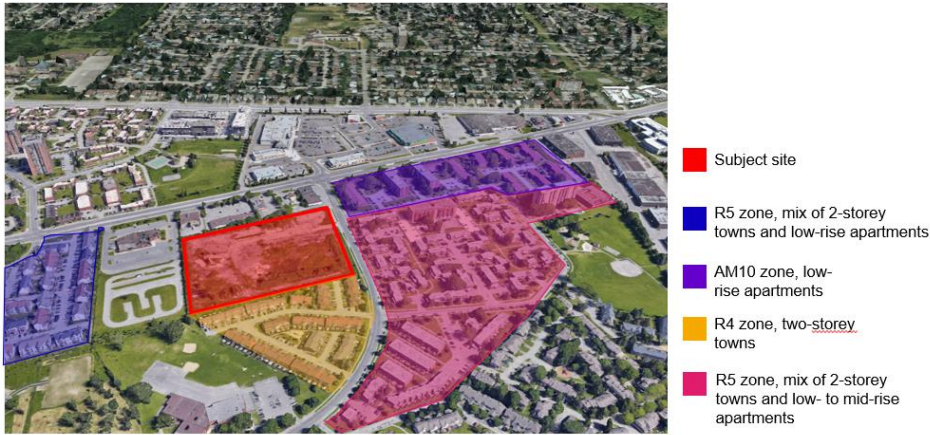 Subject site
R5 zone, mix of 2-storey
towns and low-rise apartments
AM10 zone, low-
rise apartments
R4 zone, two-storey
towns
R5 zone, mix of 2-storey
towns and low- to mid-rise
apartments